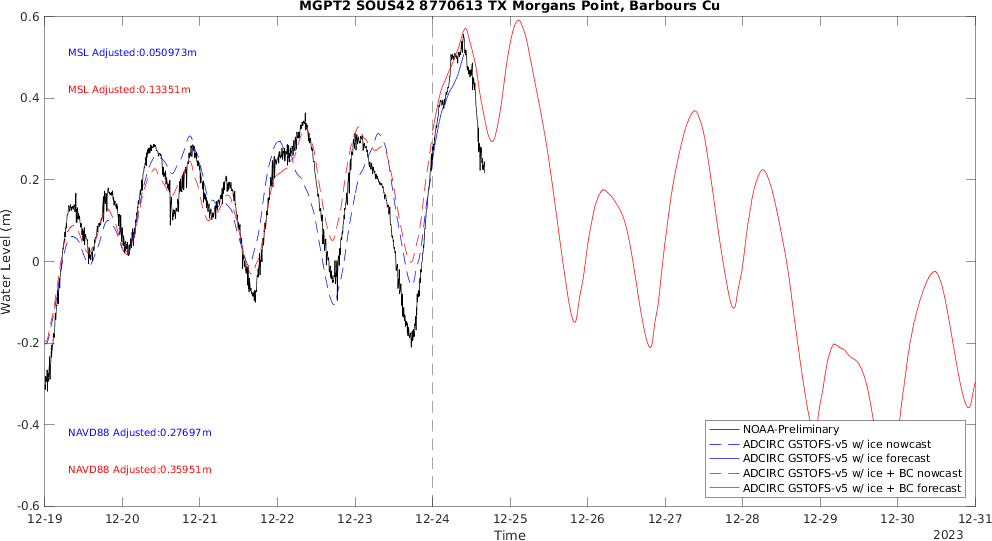 MGPT2 SOUS42 8770613 TX Morgans Point, Barbours Cu
MSL Adjusted:0.050973m
MSL Adjusted:0.13351m
NAVD88 Adjusted:0.27697m
NAVD88 Adjusted:0.35951m
Water Level (m)
0.6
0.4
0.2
0
-0.2
-0.4
-0.6
NOAA-Preliminary
ADCIRC GSTOFS-v5 w/ ice nowcast
ADCIRC GSTOFS-v5 w/ ice forecast
ADCIRC GSTOFS-v5 w/ ice + BC nowcast
ADCIRC GSTOFS-v5 w/ ice + BC forecast
12-19 12-20 12-21 12-22 12-23 12-24 12-25 12-26 12-27 12-28 12-29 12-30 12-31
Time
2023